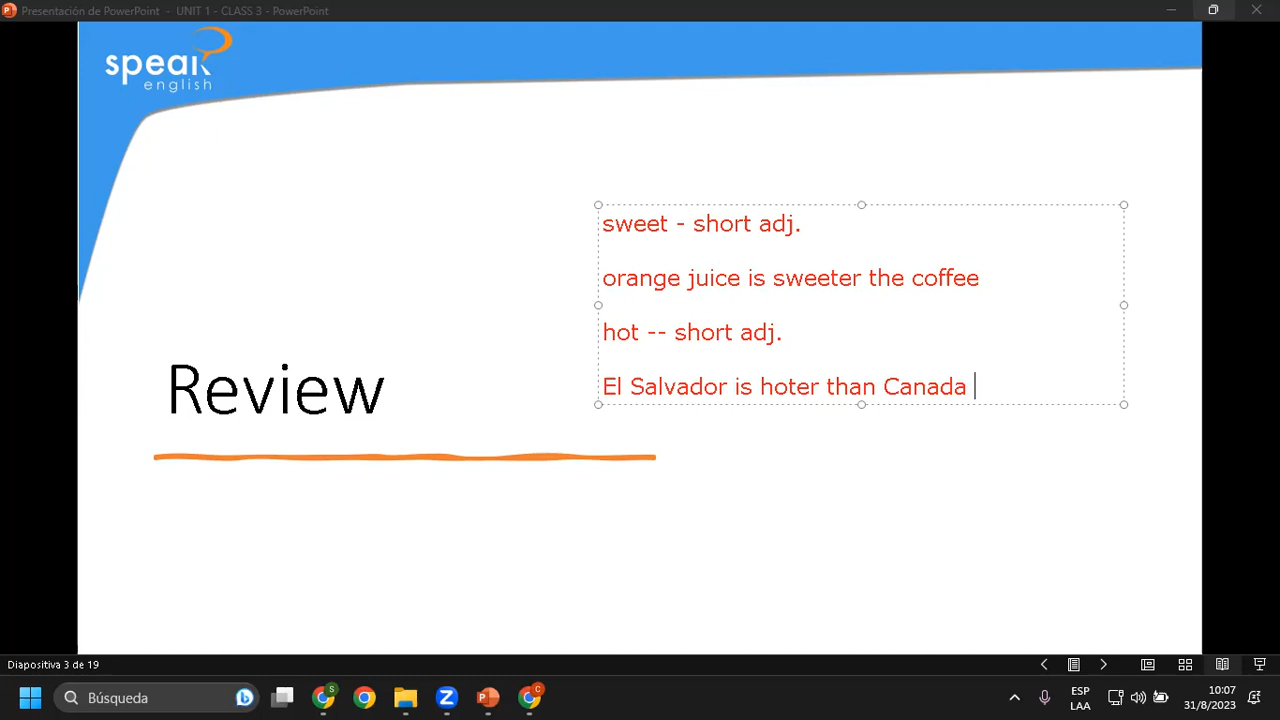 Presentación de PowerPoint - UNIT 1 - CLASS 3 - PowerPoint
speak
english
sweet - short adj.
orange juice is sweeter the coffee
hot -- short adj.
El Salvador is hoter than Canada
Review
Diapositiva 3 de 19
Búsqueda
S
C
ESP
LAA
10:07
31/8/2023